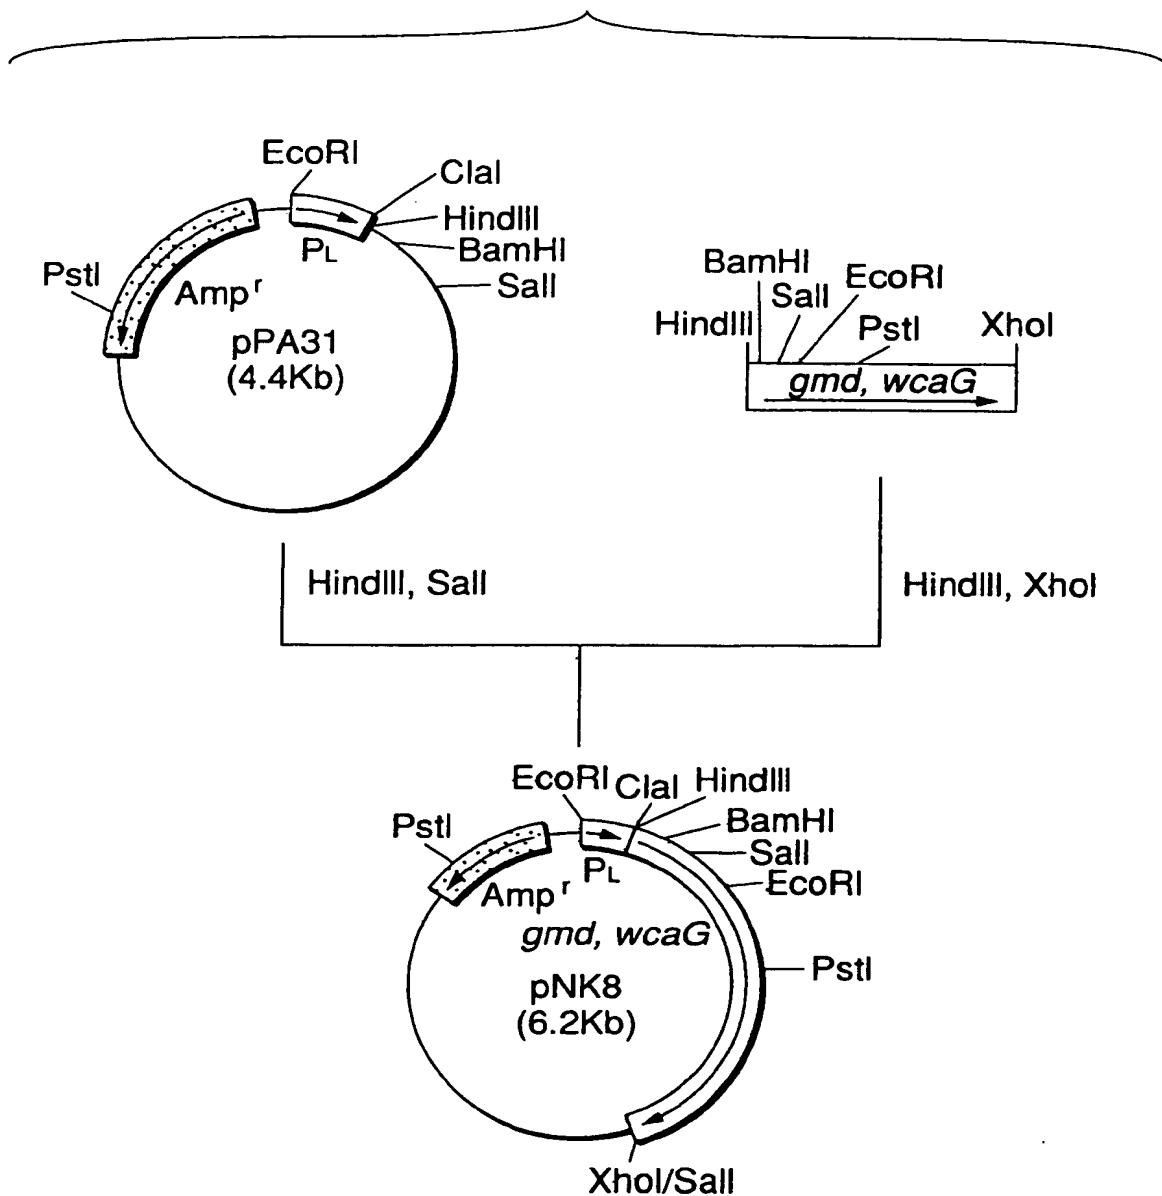 EcoRI
ClaI
HindIII
BamHI
SalI
PstI
PL
Amp r
pPA31
(4.4Kb)
BamHI
SalI
EcoRI
HindIII
PstI
XhoI
gmd, wcaG
HindIII, SalI
HindIII, XhoI
EcoRI
ClaI
HindIII
PstI
BamHI
SalI
EcoRI
PL
Amp r
gmd, wcaG
PstI
pNK8
(6.2Kb)
XhoI/SalI